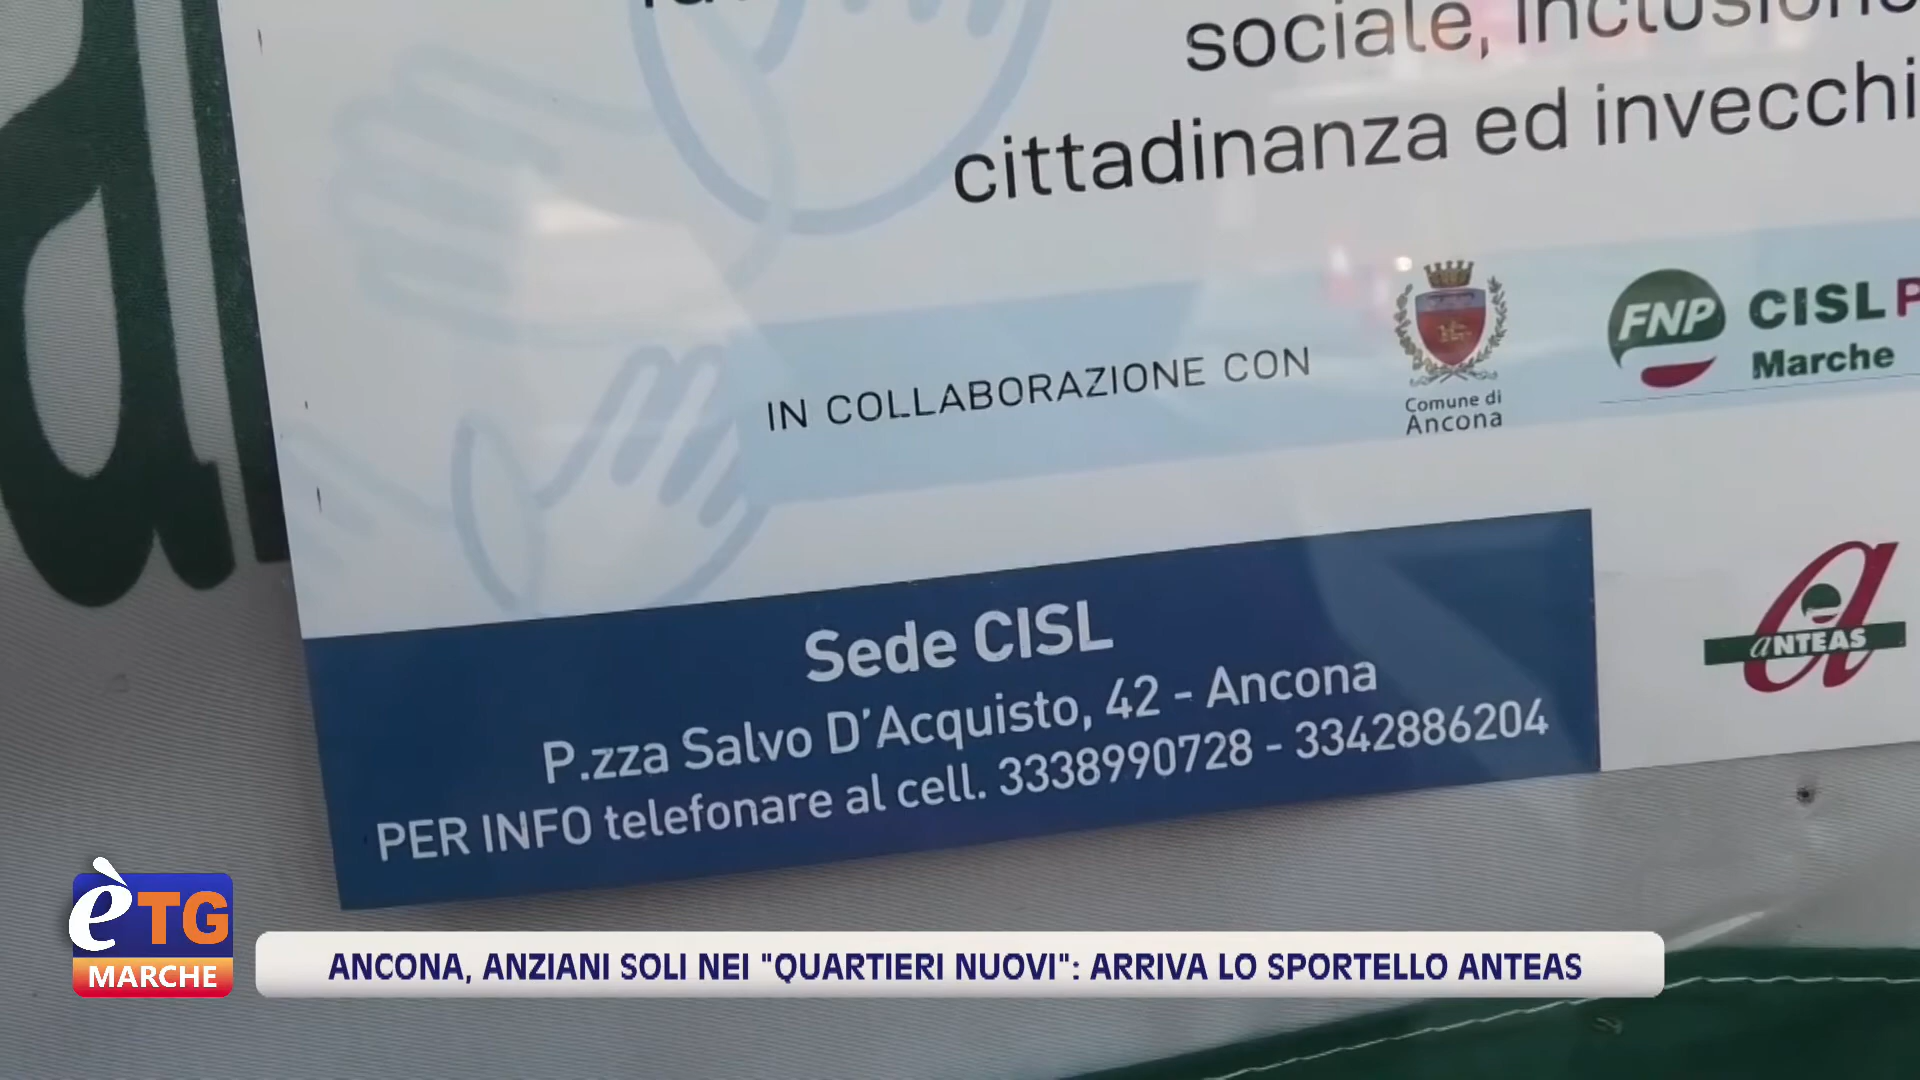 sociale, inclusione
cittadinanza ed invecchi
IN COLLABORAZIONE CON
Comune di
Ancona
FNP
CISL P
Marche
Sede CISL
P.zza Salvo D'Acquisto, 42 - Ancona
PER INFO telefonare al cell. 3338990728 - 3342886204
aNTEAS
èTG
MARCHE
ANCONA, ANZIANI SOLI NEI "QUARTIERI NUOVI": ARRIVA LO SPORTELLO ANTEAS